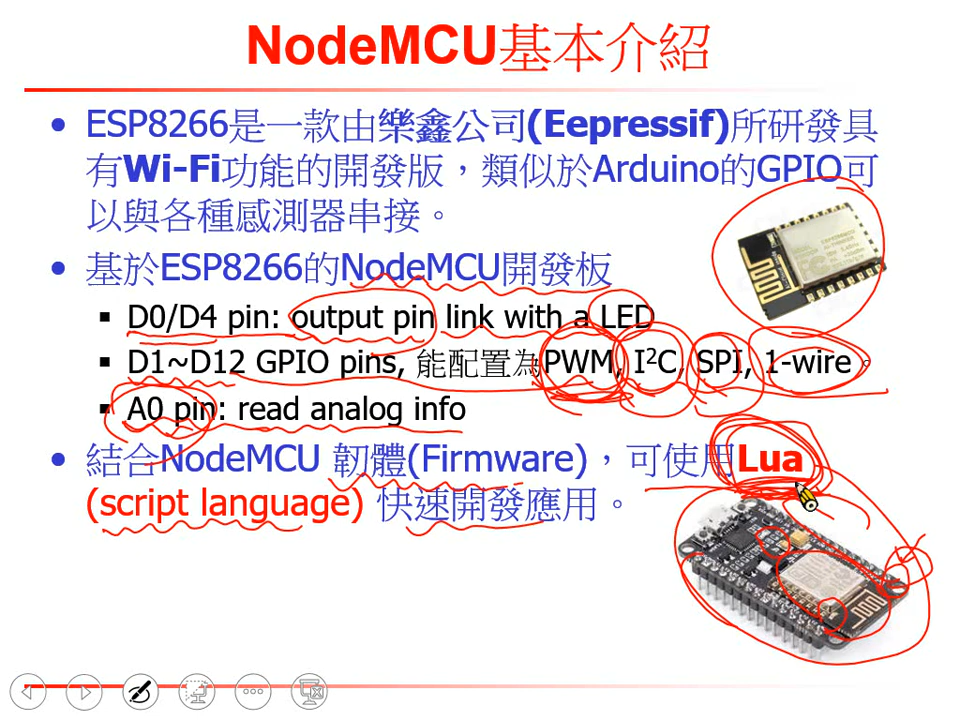 NodeMCU基本介紹
• ESP8266是一款由樂鑫公司(Eepressif)所研發具
有Wi-Fi功能的開發版，類似於Arduino的GPIO可
以與各種感測器串接。
• 基於ESP8266的NodeMCU開發板
▪ D0/D4 pin: output pin link with a LED
▪ D1~D12 GPIO pins, 能配置為PWM, I²C, SPI, 1-wire。
▪ A0 pin: read analog info
• 結合NodeMCU 韌體(Firmware)，可使用Lua
(script language) 快速開發應用。